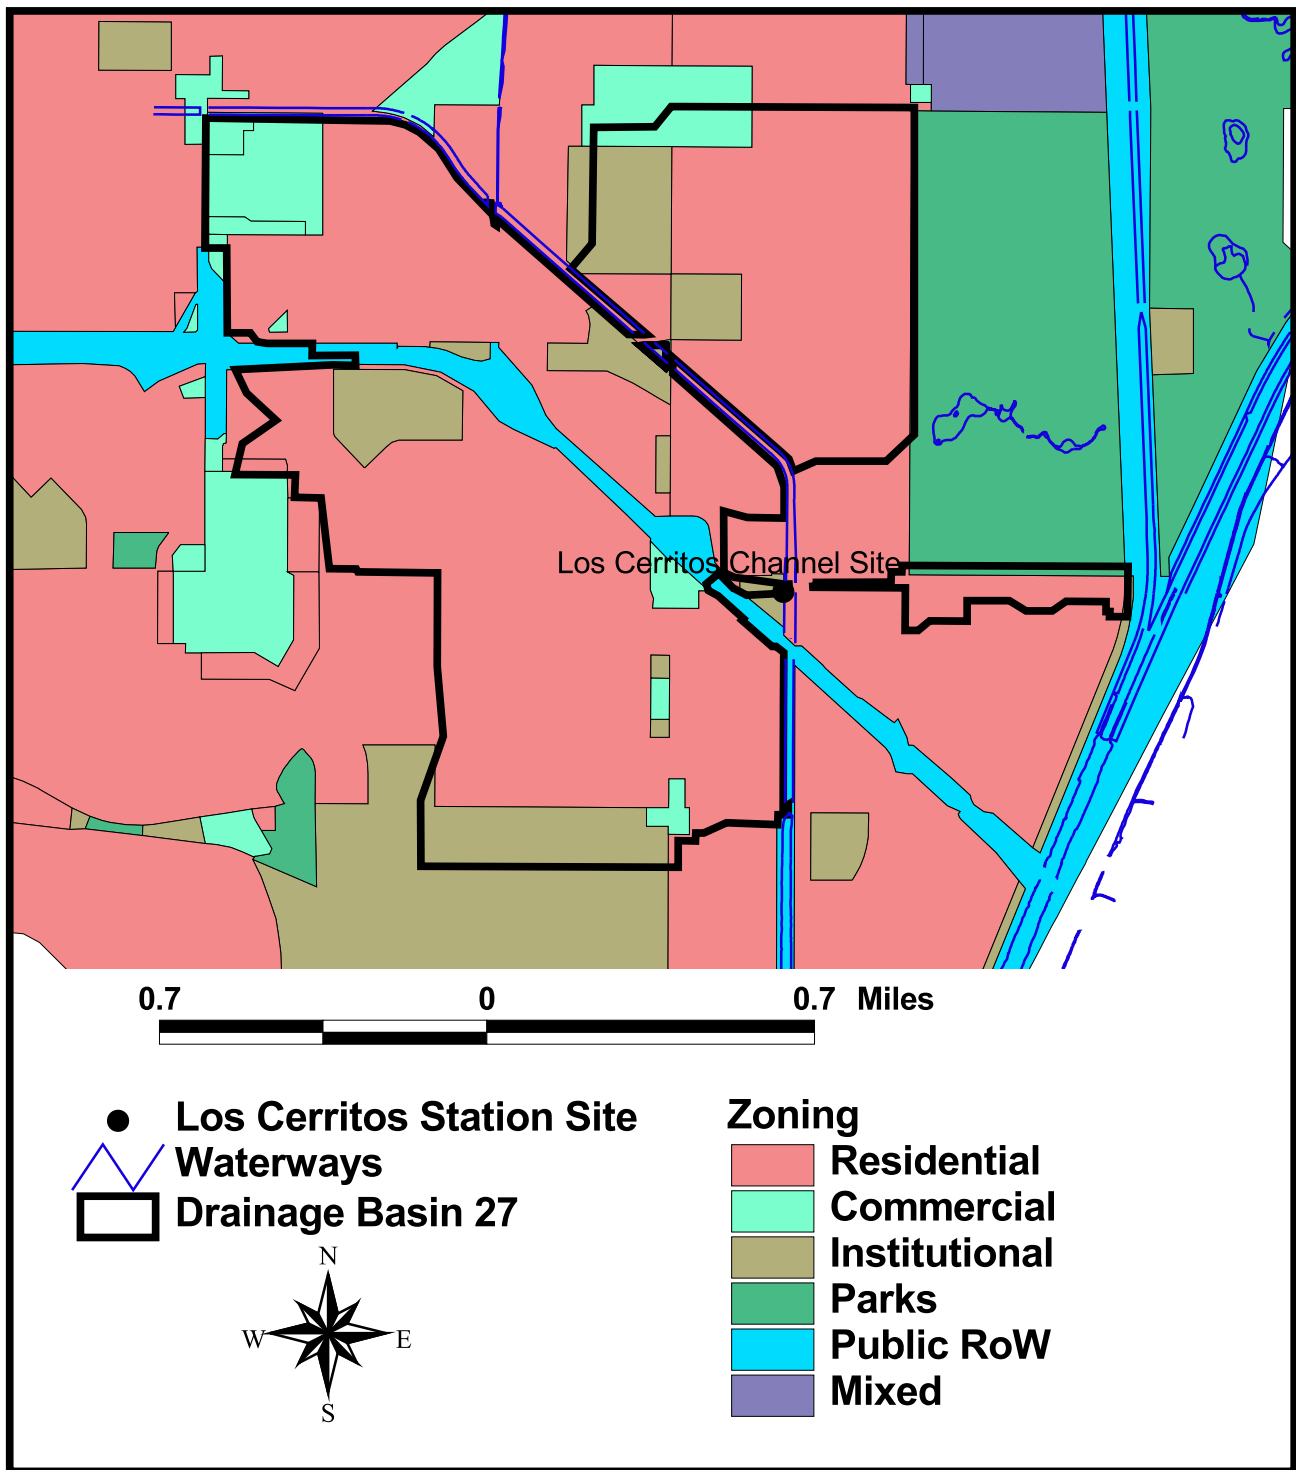 Los Cerritos Channel Site
0.7 0 0.7 Miles
Los Cerritos Station Site
Waterways
Drainage Basin 27
N
W E
S
Zoning
Residential
Commercial
Institutional
Parks
Public RoW
Mixed